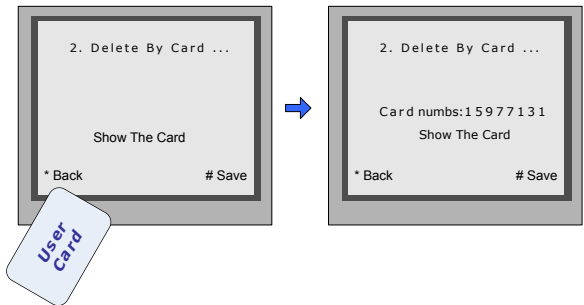 2. Delete By Card ...
Show The Card
* Back # Save
User
Card
2. Delete By Card ...
Card numbs:15977131
Show The Card
* Back # Save